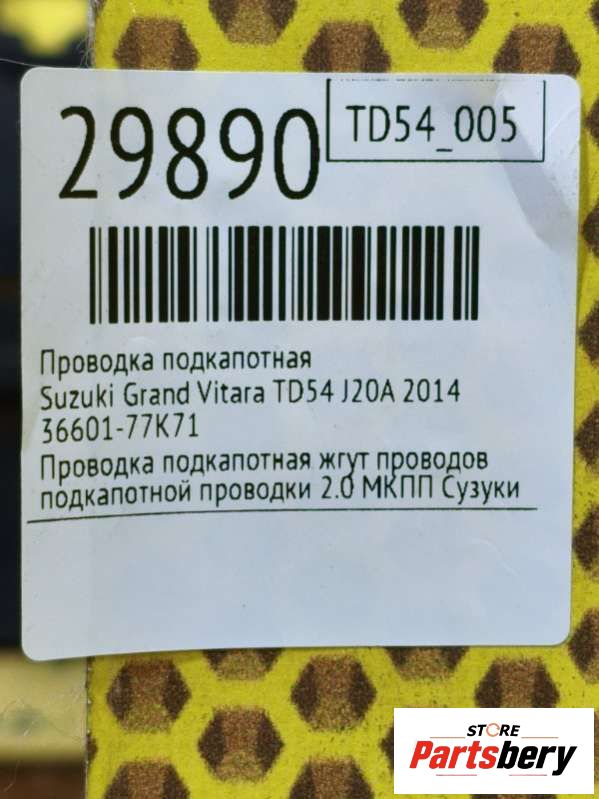 29890
TD54_005
Проводка подкапотная
Suzuki Grand Vitara TD54 J20A 2014
36601-77K71
Проводка подкапотная жгут проводов
подкапотной проводки 2.0 МКПП Сузуки
STORE
Partsbery